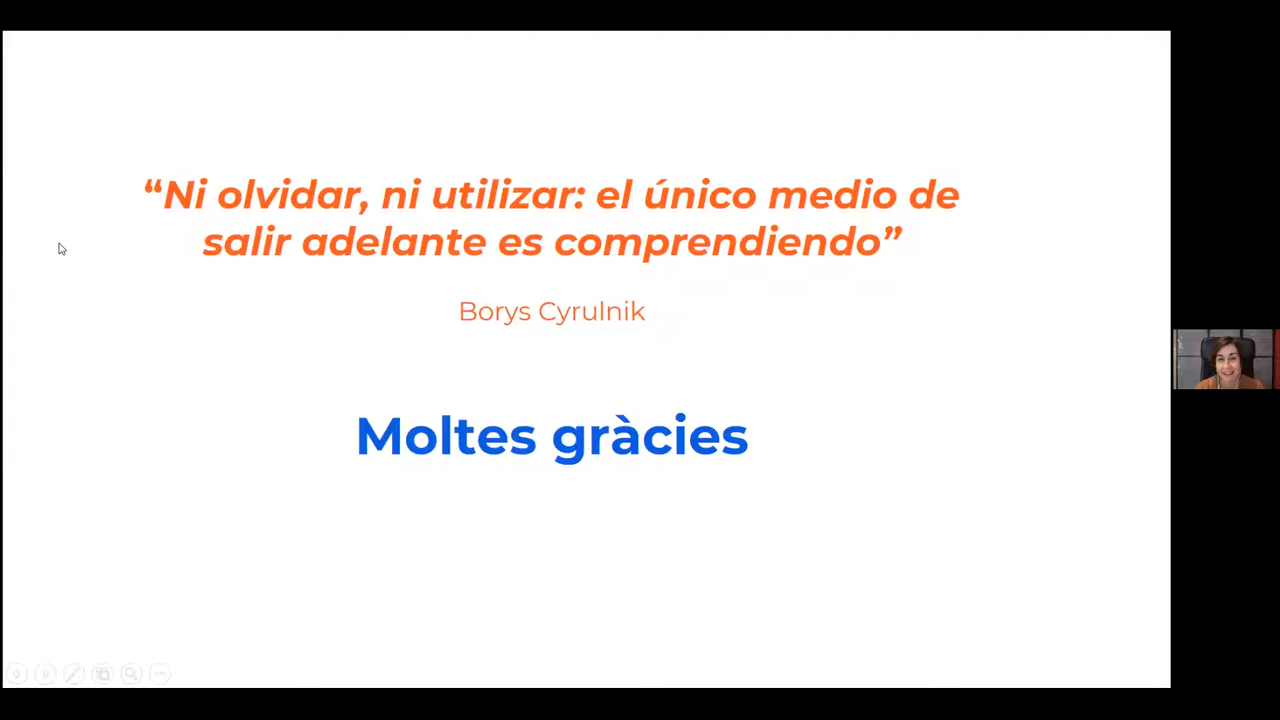 “Ni olvidar, ni utilizar: el único medio de
salir adelante es comprendiendo”
Borys Cyrulnik
Moltes gràcies